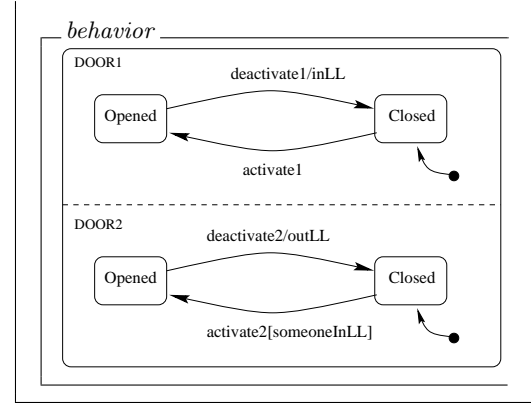 behavior
DOOR1
deactivate1/inLL
Opened
Closed
activate1
DOOR2
deactivate2/outLL
Opened
Closed
activate2[someoneInLL]